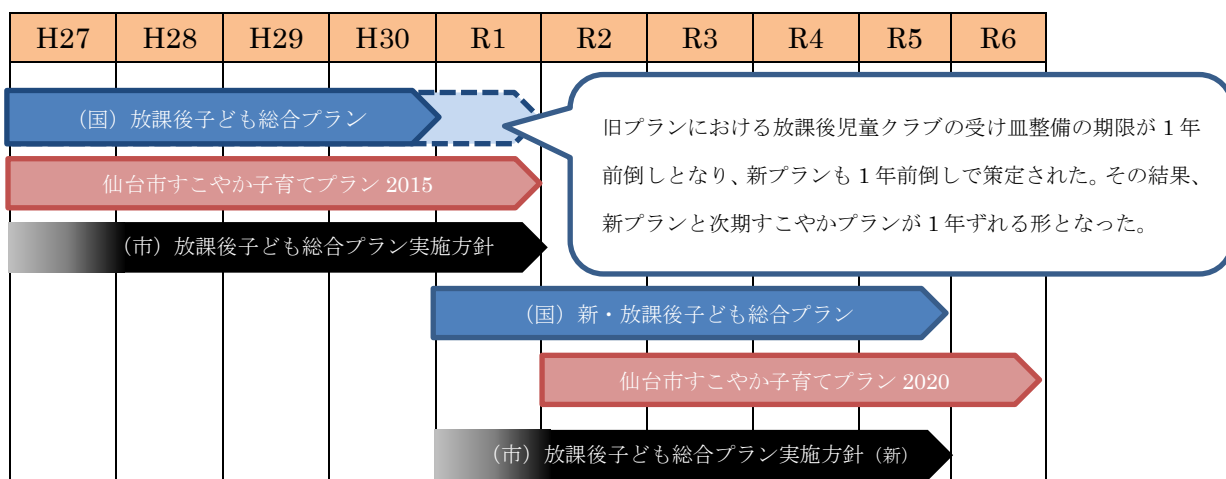 H27 H28 H29 H30 R1 R2 R3 R4 R5 R6
（国）放課後子ども総合プラン
旧プランにおける放課後児童クラブの受け皿整備の期限が 1 年
前倒しとなり、新プランも 1 年前倒しで策定された。その結果、
新プランと次期すこやかプランが 1 年ずれる形となった。
仙台市すこやか子育てプラン 2015
（市）放課後子ども総合プラン実施方針
（国）新・放課後子ども総合プラン
仙台市すこやか子育てプラン 2020
（市）放課後子ども総合プラン実施方針（新）